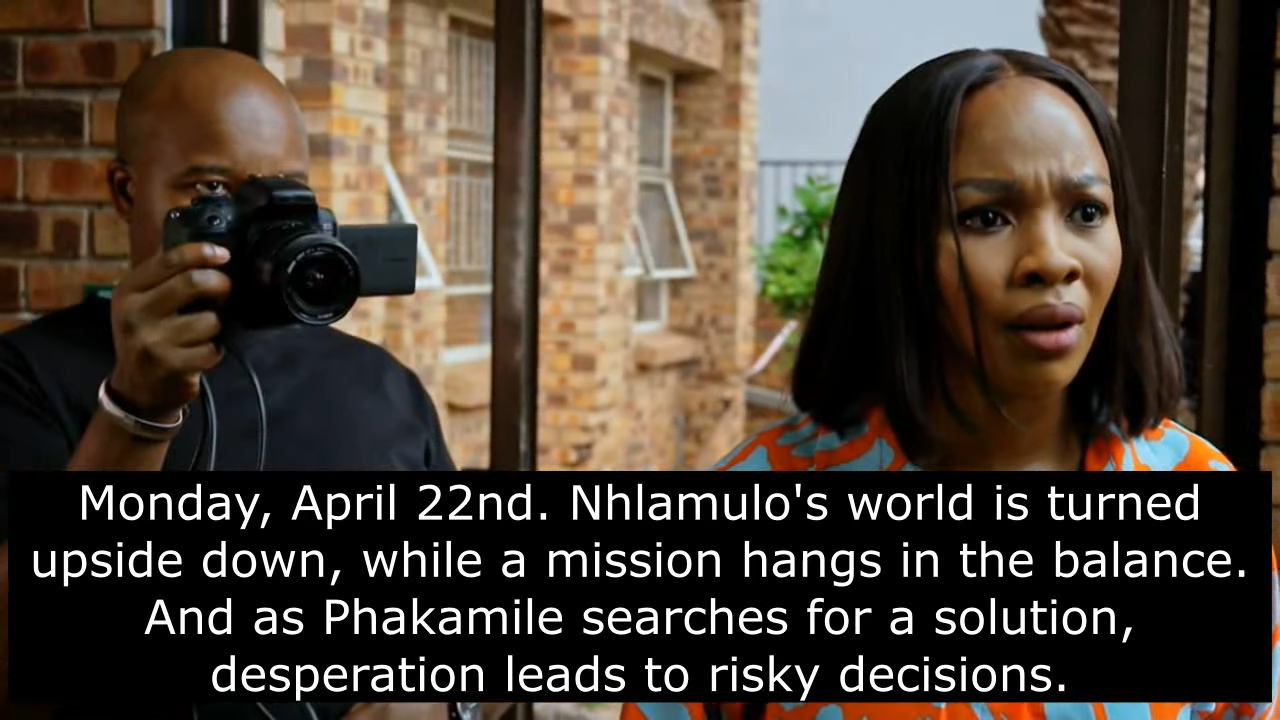 Monday, April 22nd. Nhlamulo's world is turned
upside down, while a mission hangs in the balance.
And as Phakamile searches for a solution,
desperation leads to risky decisions.